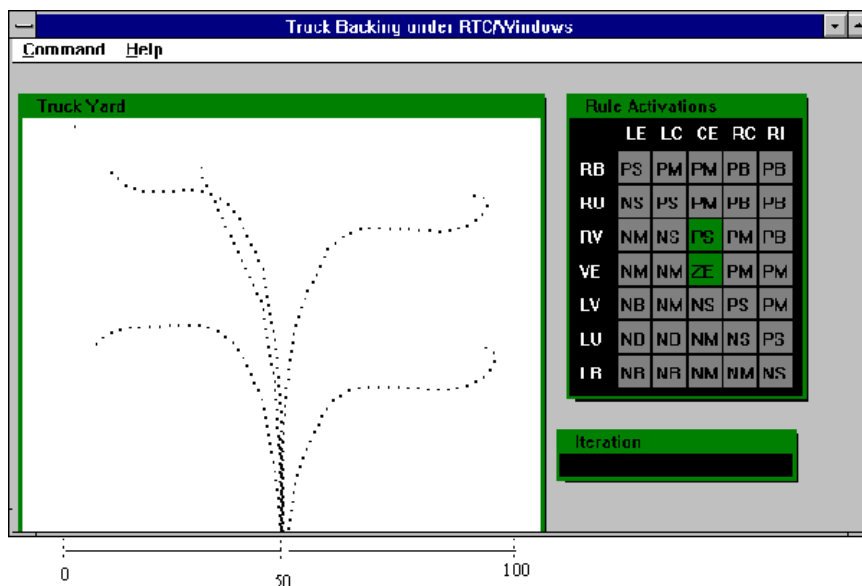 Truck Backing under RTC/Windows
Command Help
Truck Yard
Rule Activations
LE LC CE RC RI
RB PS PM PM PB PB
RU NS PS PM PB PB
RV NM NS PS PM PB
VE NM NM ZE PM PM
LV NB NM NS PS PM
LU NB NB NM NS PS
LB NB NB NM NM NS
Iteration
0 50 100